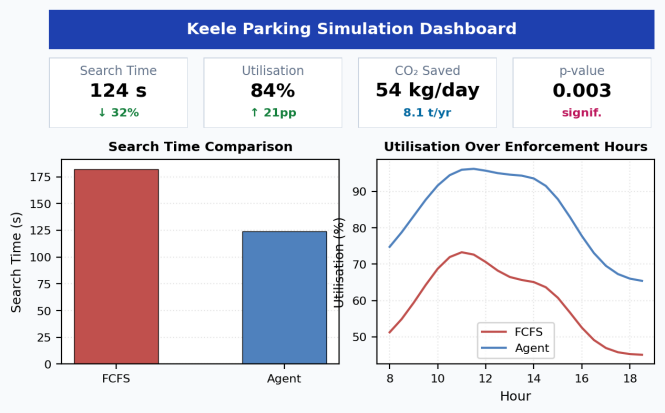 Keele Parking Simulation Dashboard
Search Time
124 s
↓ 32%
Utilisation
84%
↑ 21pp
CO₂ Saved
54 kg/day
8.1 t/yr
p-value
0.003
signif.
Search Time Comparison
Search Time (s)
175
150
125
100
75
50
25
0
FCFS
Agent
Utilisation Over Enforcement Hours
Utilisation (%)
90
80
70
60
50
FCFS
Agent
8
10
12
14
16
18
Hour